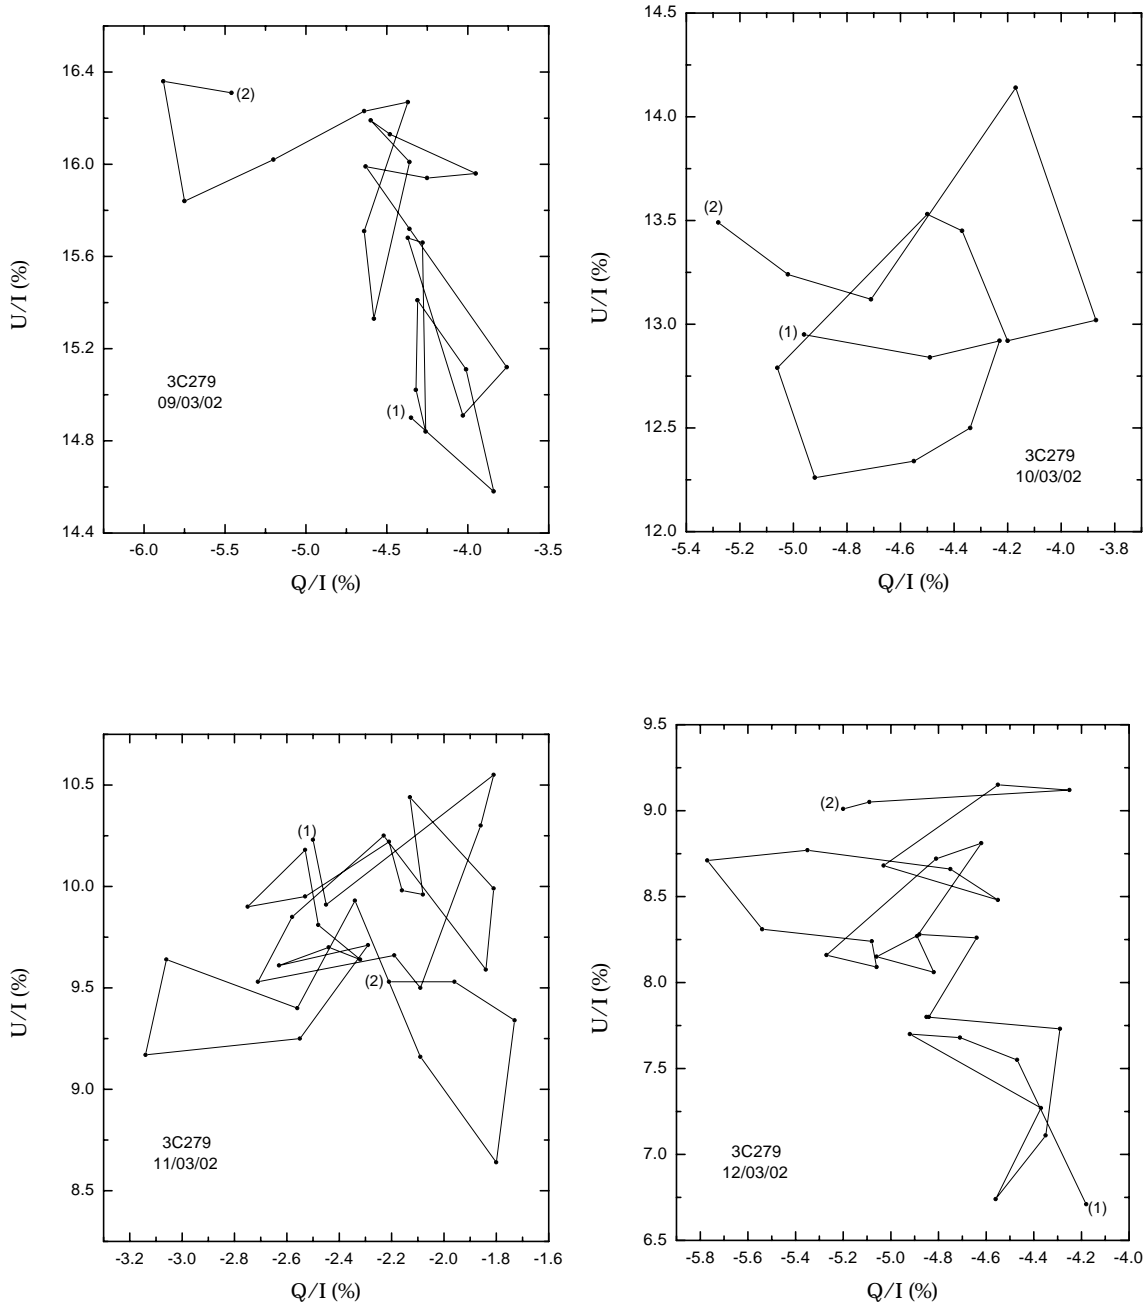 16.4
16.0
15.6
15.2
14.8
14.4
U/I (%)
-6.0 -5.5 -5.0 -4.5 -4.0 -3.5
Q/I (%)
(2)
(1)
3C279
09/03/02
14.5
14.0
13.5
13.0
12.5
12.0
U/I (%)
-5.4 -5.2 -5.0 -4.8 -4.6 -4.4 -4.2 -4.0 -3.8
Q/I (%)
(2)
(1)
3C279
10/03/02
10.5
10.0
9.5
9.0
8.5
U/I (%)
-3.2 -3.0 -2.8 -2.6 -2.4 -2.2 -2.0 -1.8 -1.6
Q/I (%)
(1)
(2)
3C279
11/03/02
9.5
9.0
8.5
8.0
7.5
7.0
6.5
U/I (%)
-5.8 -5.6 -5.4 -5.2 -5.0 -4.8 -4.6 -4.4 -4.2 -4.0
Q/I (%)
(2)
(1)
3C279
12/03/02